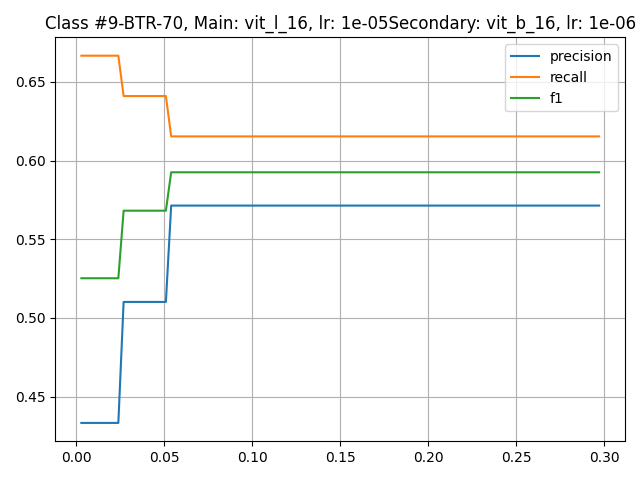 Class #9-BTR-70, Main: vit_l_16, lr: 1e-05Secondary: vit_b_16, lr: 1e-06
precision
recall
f1
0.65
0.60
0.55
0.50
0.45
0.00 0.05 0.10 0.15 0.20 0.25 0.30